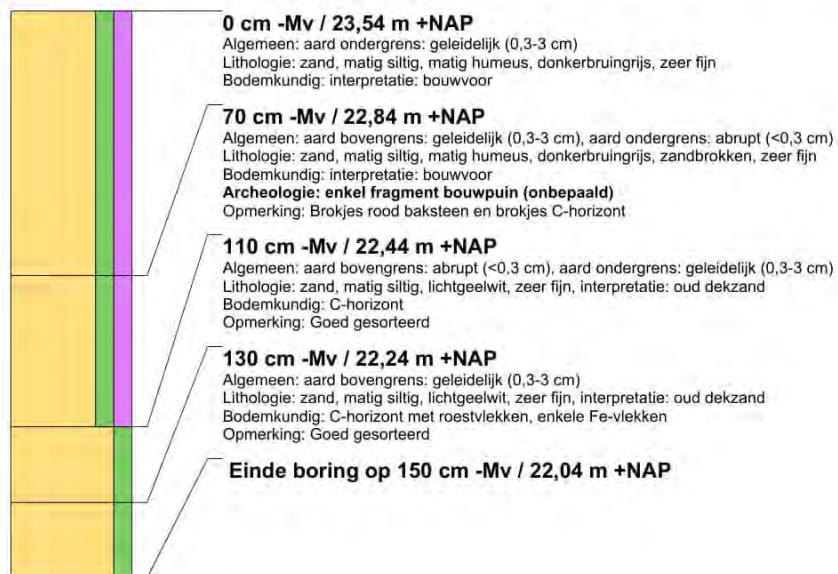 0 cm -Mv / 23,54 m +NAP
Algemeen: aard ondergrens: geleidelijk (0,3-3 cm)
Lithologie: zand, matig siltig, matig humeus, donkerbruingrijs, zeer fijn
Bodemkundig: interpretatie: bouwvoor
70 cm -Mv / 22,84 m +NAP
Algemeen: aard bovengrens: geleidelijk (0,3-3 cm), aard ondergrens: abrupt (<0,3 cm)
Lithologie: zand, matig siltig, matig humeus, donkerbruingrijs, zandbrokken, zeer fijn
Bodemkundig: interpretatie: bouwvoor
Archeologie: enkel fragment bouwpuin (onbepaald)
Opmerking: Brokjes rood baksteen en brokjes C-horizont
110 cm -Mv / 22,44 m +NAP
Algemeen: aard bovengrens: abrupt (<0,3 cm), aard ondergrens: geleidelijk (0,3-3 cm)
Lithologie: zand, matig siltig, lichtgeelwit, zeer fijn, interpretatie: oud dekzand
Bodemkundig: C-horizont
Opmerking: Goed gesorteerd
130 cm -Mv / 22,24 m +NAP
Algemeen: aard bovengrens: geleidelijk (0,3-3 cm)
Lithologie: zand, matig siltig, lichtgeelwit, zeer fijn, interpretatie: oud dekzand
Bodemkundig: C-horizont met roestvlekken, enkele Fe-vlekken
Opmerking: Goed gesorteerd
Einde boring op 150 cm -Mv / 22,04 m +NAP